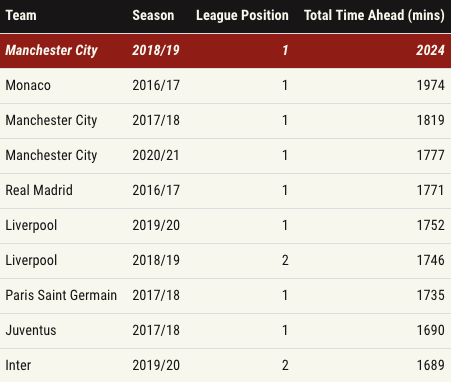 Team Season League Position Total Time Ahead (mins)
Manchester City 2018/19 1 2024
Monaco 2016/17 1 1974
Manchester City 2017/18 1 1819
Manchester City 2020/21 1 1777
Real Madrid 2016/17 1 1771
Liverpool 2019/20 1 1752
Liverpool 2018/19 2 1746
Paris Saint Germain 2017/18 1 1735
Juventus 2017/18 1 1690
Inter 2019/20 2 1689